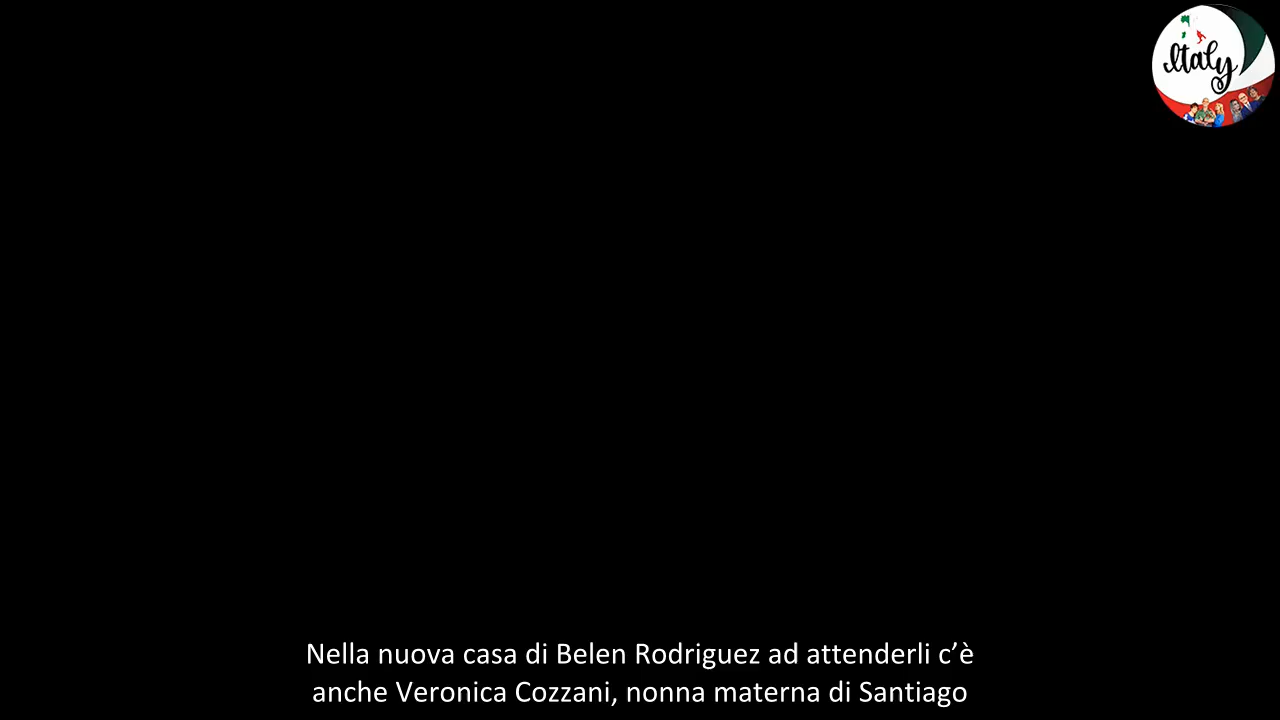 Italy
Nella nuova casa di Belen Rodriguez ad attenderli c’è
anche Veronica Cozzani, nonna materna di Santiago